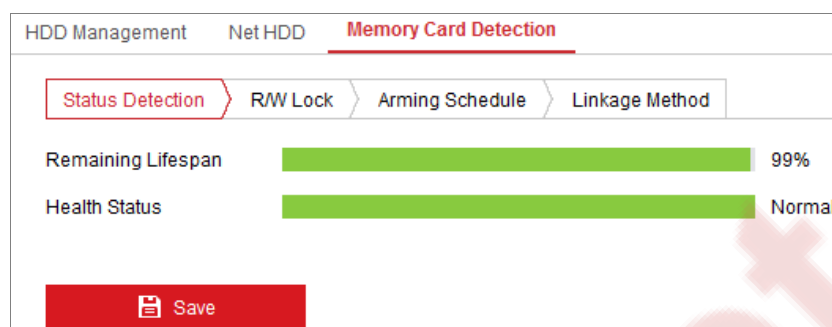 HDD Management Net HDD Memory Card Detection
Status Detection R/W Lock Arming Schedule Linkage Method
Remaining Lifespan 99%
Health Status Normal
Save